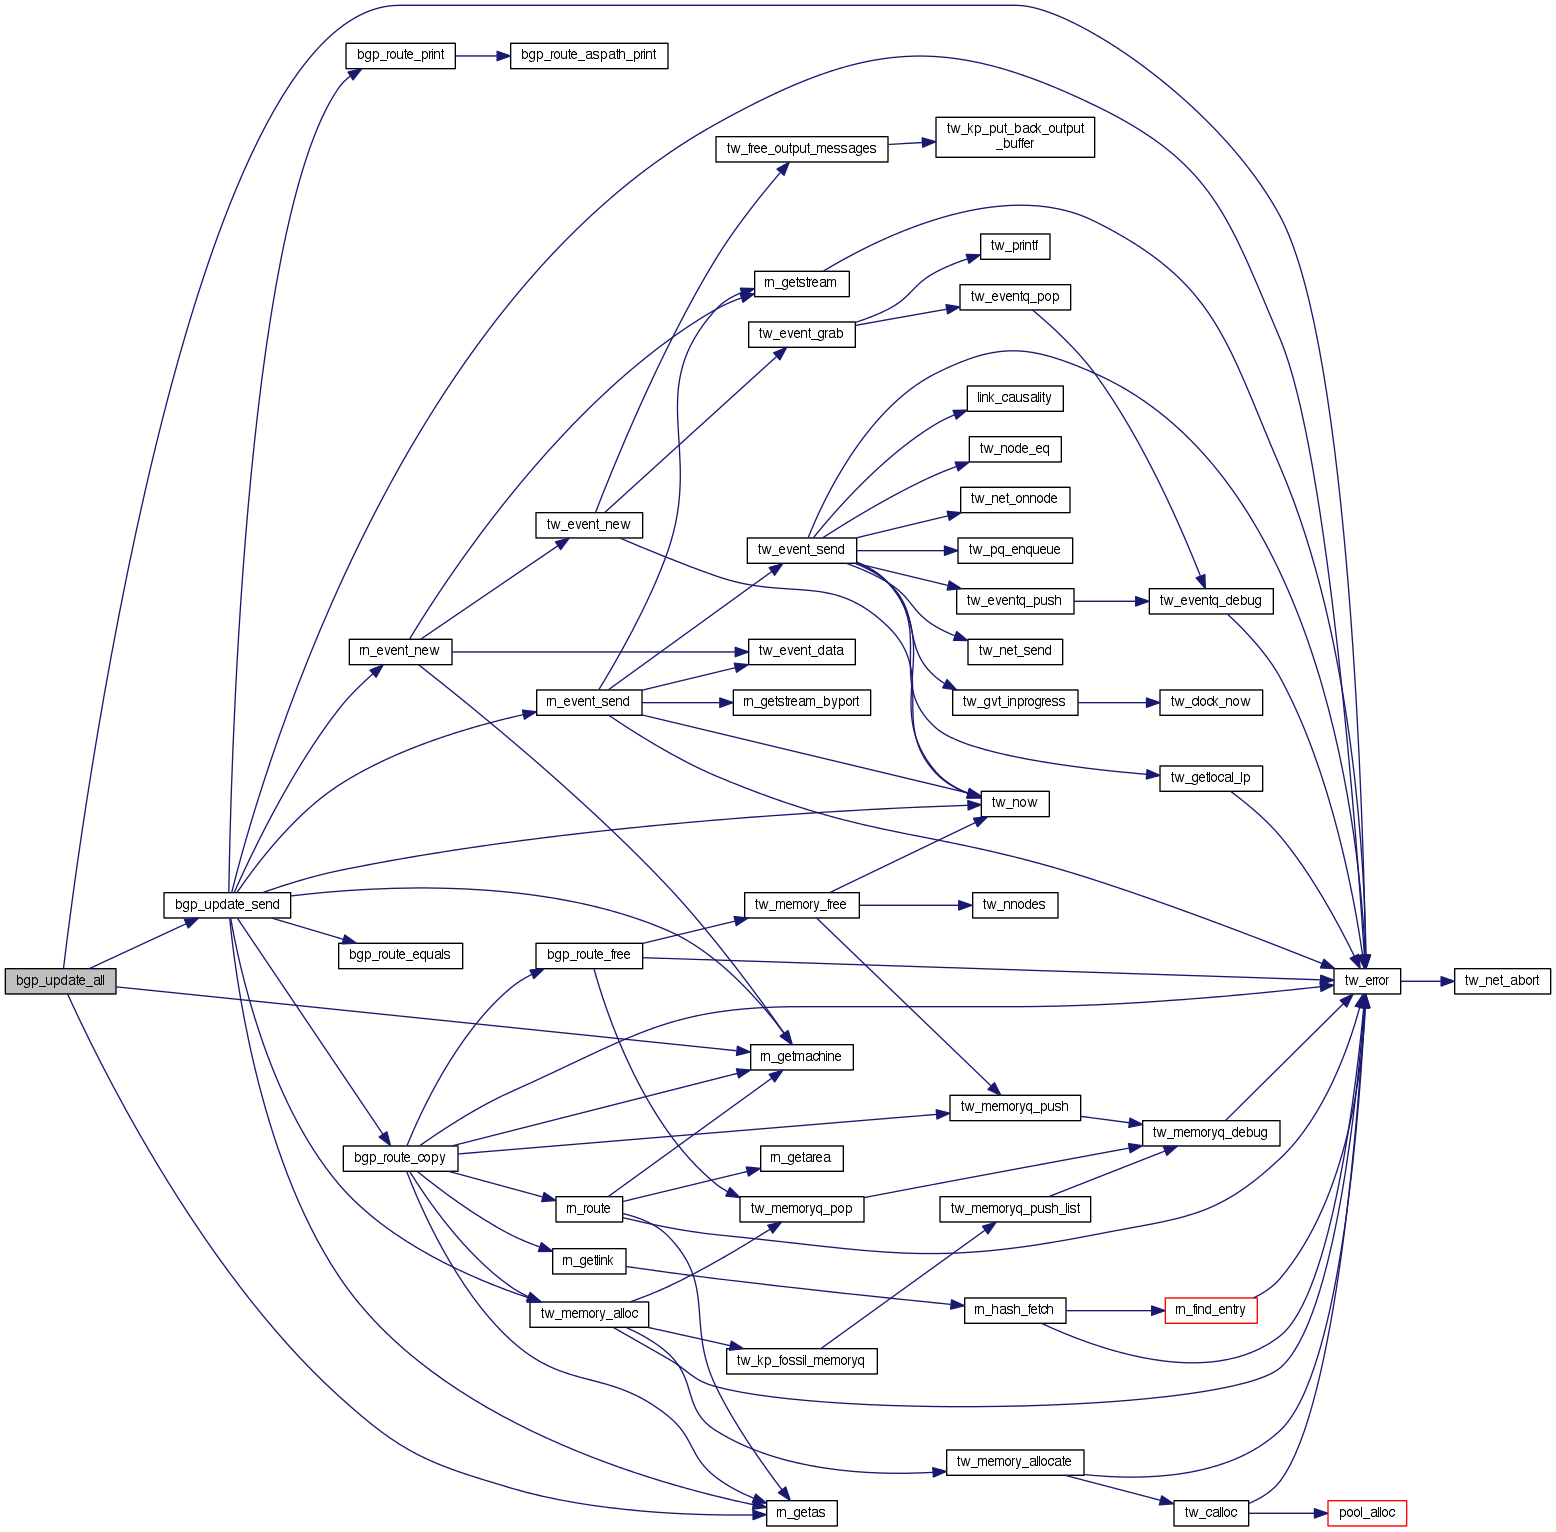 bgp_route_print
bgp_route_aspath_print
tw_kp_put_back_output
_buffer
tw_free_output_messages
tw_printf
rn_getstream
tw_eventq_pop
tw_event_grab
link_causality
tw_node_eq
tw_net_onnode
tw_event_new
tw_event_send
tw_pq_enqueue
tw_eventq_push
tw_eventq_debug
rn_event_new
tw_event_data
tw_net_send
rn_event_send
rn_getstream_byport
tw_gvt_inprogress
tw_clock_now
tw_getlocal_lp
tw_now
bgp_update_send
tw_memory_free
tw_nnodes
bgp_route_equals
bgp_route_free
bgp_update_all
tw_error
tw_net_abort
rn_getmachine
tw_memoryq_push
tw_memoryq_debug
bgp_route_copy
rn_getarea
rn_route
tw_memoryq_pop
tw_memoryq_push_list
rn_getlink
tw_memory_alloc
rn_hash_fetch
rn_find_entry
tw_kp_fossil_memoryq
tw_memory_allocate
rn_getas
tw_calloc
pool_alloc